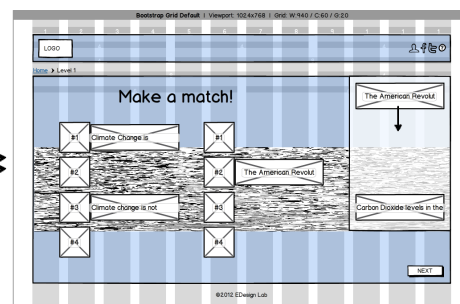 Bootstrap Grid Default | Viewport: 1024x768 | Grid: W:940 / C:60 / G:20
LOGO
Home > Level 1
Make a match!
The American Revolut
#1 Climate Change is #1
#2 #2 The American Revolut
#3 Climate change is not #3 Carbon Dioxide levels in the
#4 #4
NEXT
©2012 EDesign Lab